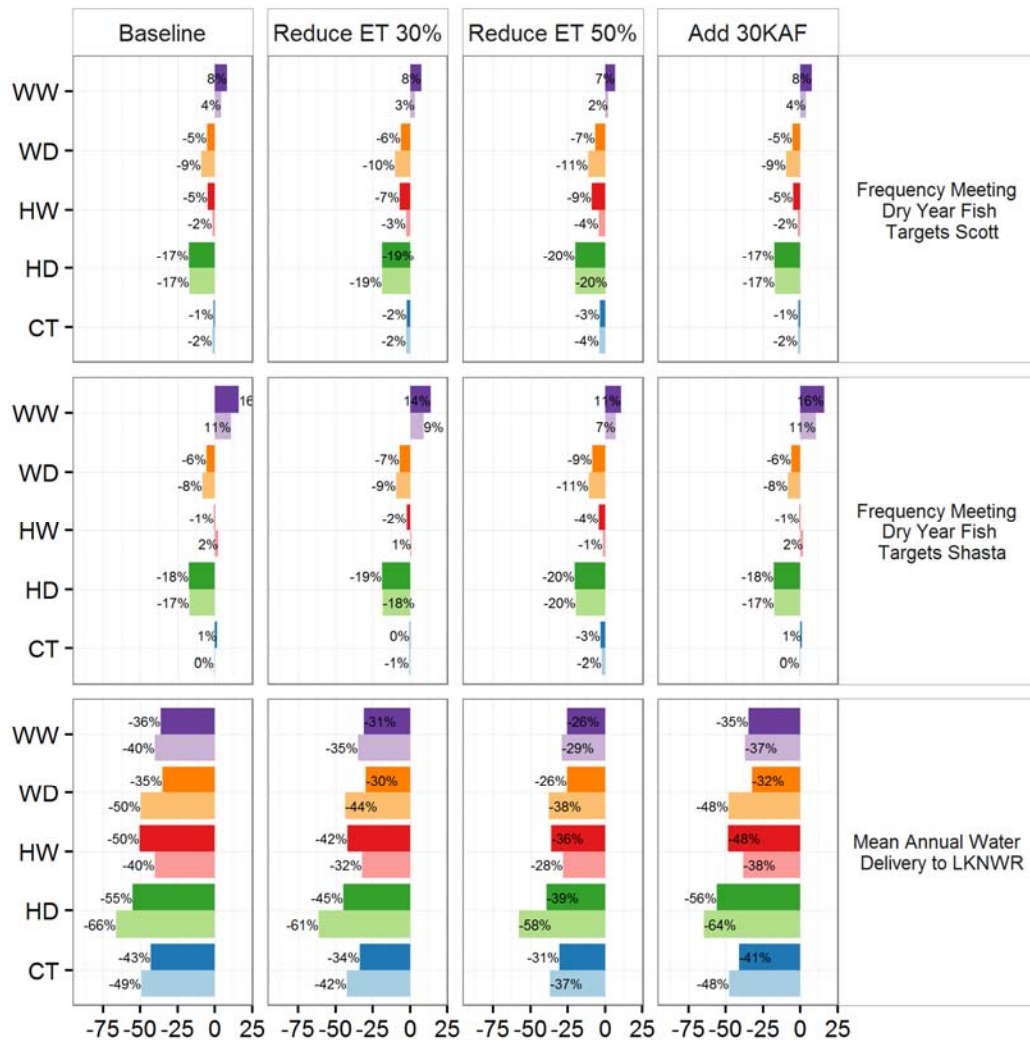 Baseline Reduce ET 30% Reduce ET 50% Add 30KAF
WW 8% 8% 7% 8%
4% 3% 2% 4%
WD -5% -6% -7% -5%
-9% -10% -11% -9%
HW -5% -7% -9% -5%
-2% -3% -4% -2%
HD -17% -19% -20% -17%
-17% -19% -20% -17%
CT -1% -2% -3% -1%
-2% -2% -4% -2%
Frequency Meeting
Dry Year Fish
Targets Scott
WW 16 14% 11% 16%
11% 9% 7% 11%
WD -6% -7% -9% -6%
-8% -9% -11% -8%
HW -1% -2% -4% -1%
2% 1% -1% 2%
HD -18% -19% -20% -18%
-17% -18% -20% -17%
CT 1% 0% -3% 1%
0% -1% -2% 0%
Frequency Meeting
Dry Year Fish
Targets Shasta
WW -36% -31% -26% -35%
-40% -35% -29% -37%
WD -35% -30% -26% -32%
-50% -44% -38% -48%
HW -50% -42% -36% -48%
-40% -32% -28% -38%
HD -55% -45% -39% -56%
-66% -61% -58% -64%
CT -43% -34% -31% -41%
-49% -42% -37% -48%
Mean Annual Water
Delivery to LKNWR
-75 -50 -25 0 25 -75 -50 -25 0 25 -75 -50 -25 0 25 -75 -50 -25 0 25